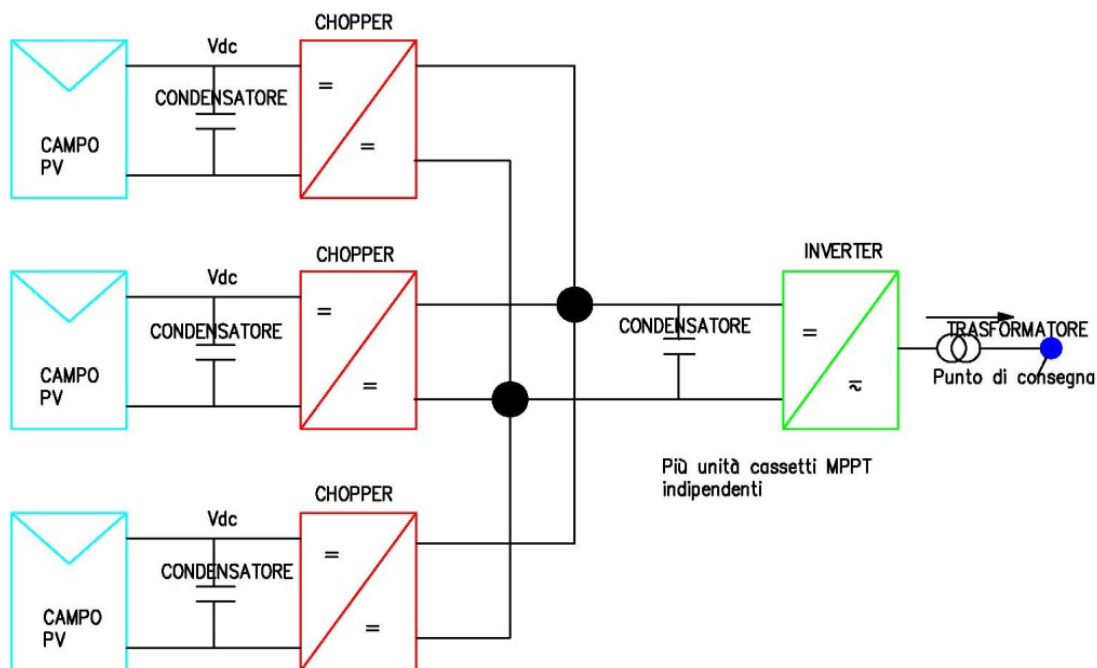 CHOPPER
Vdc
CONDENSATORE
=
=
CAMPO
PV
CHOPPER
Vdc
CONDENSATORE
=
=
CAMPO
PV
INVERTER
CONDENSATORE
=
~
TRASFORMATORE
Punto di consegna
Più unità cassetti MPPT
indipendenti
CHOPPER
Vdc
CONDENSATORE
=
=
CAMPO
PV